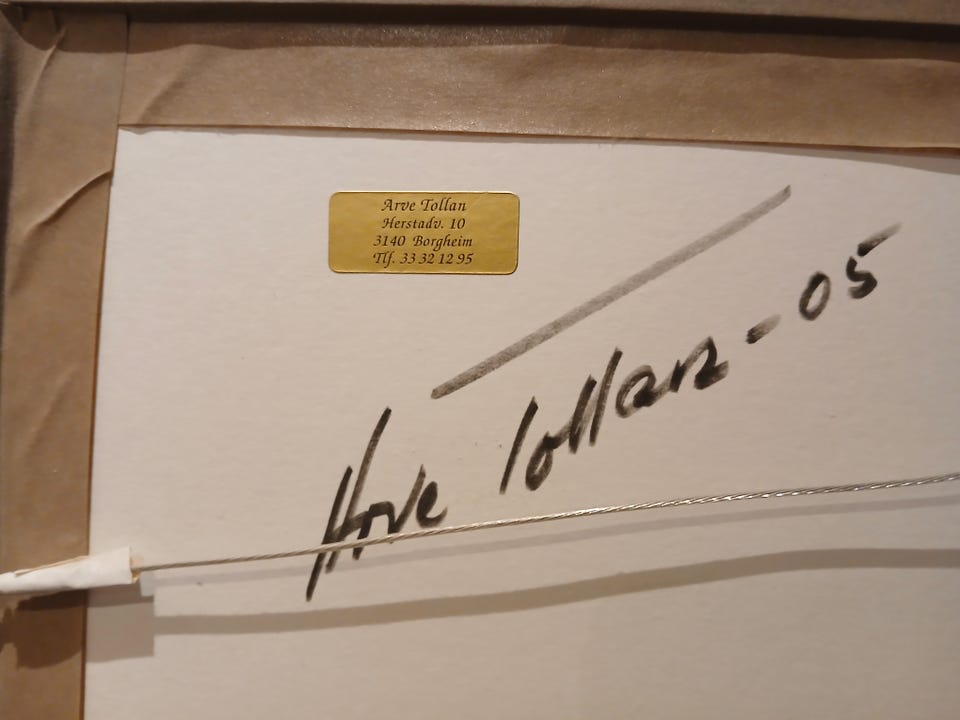 Arve Tollan
Herstadv. 10
3140 Borgheim
Tlf. 33 32 12 95
Arve Tollan - 05